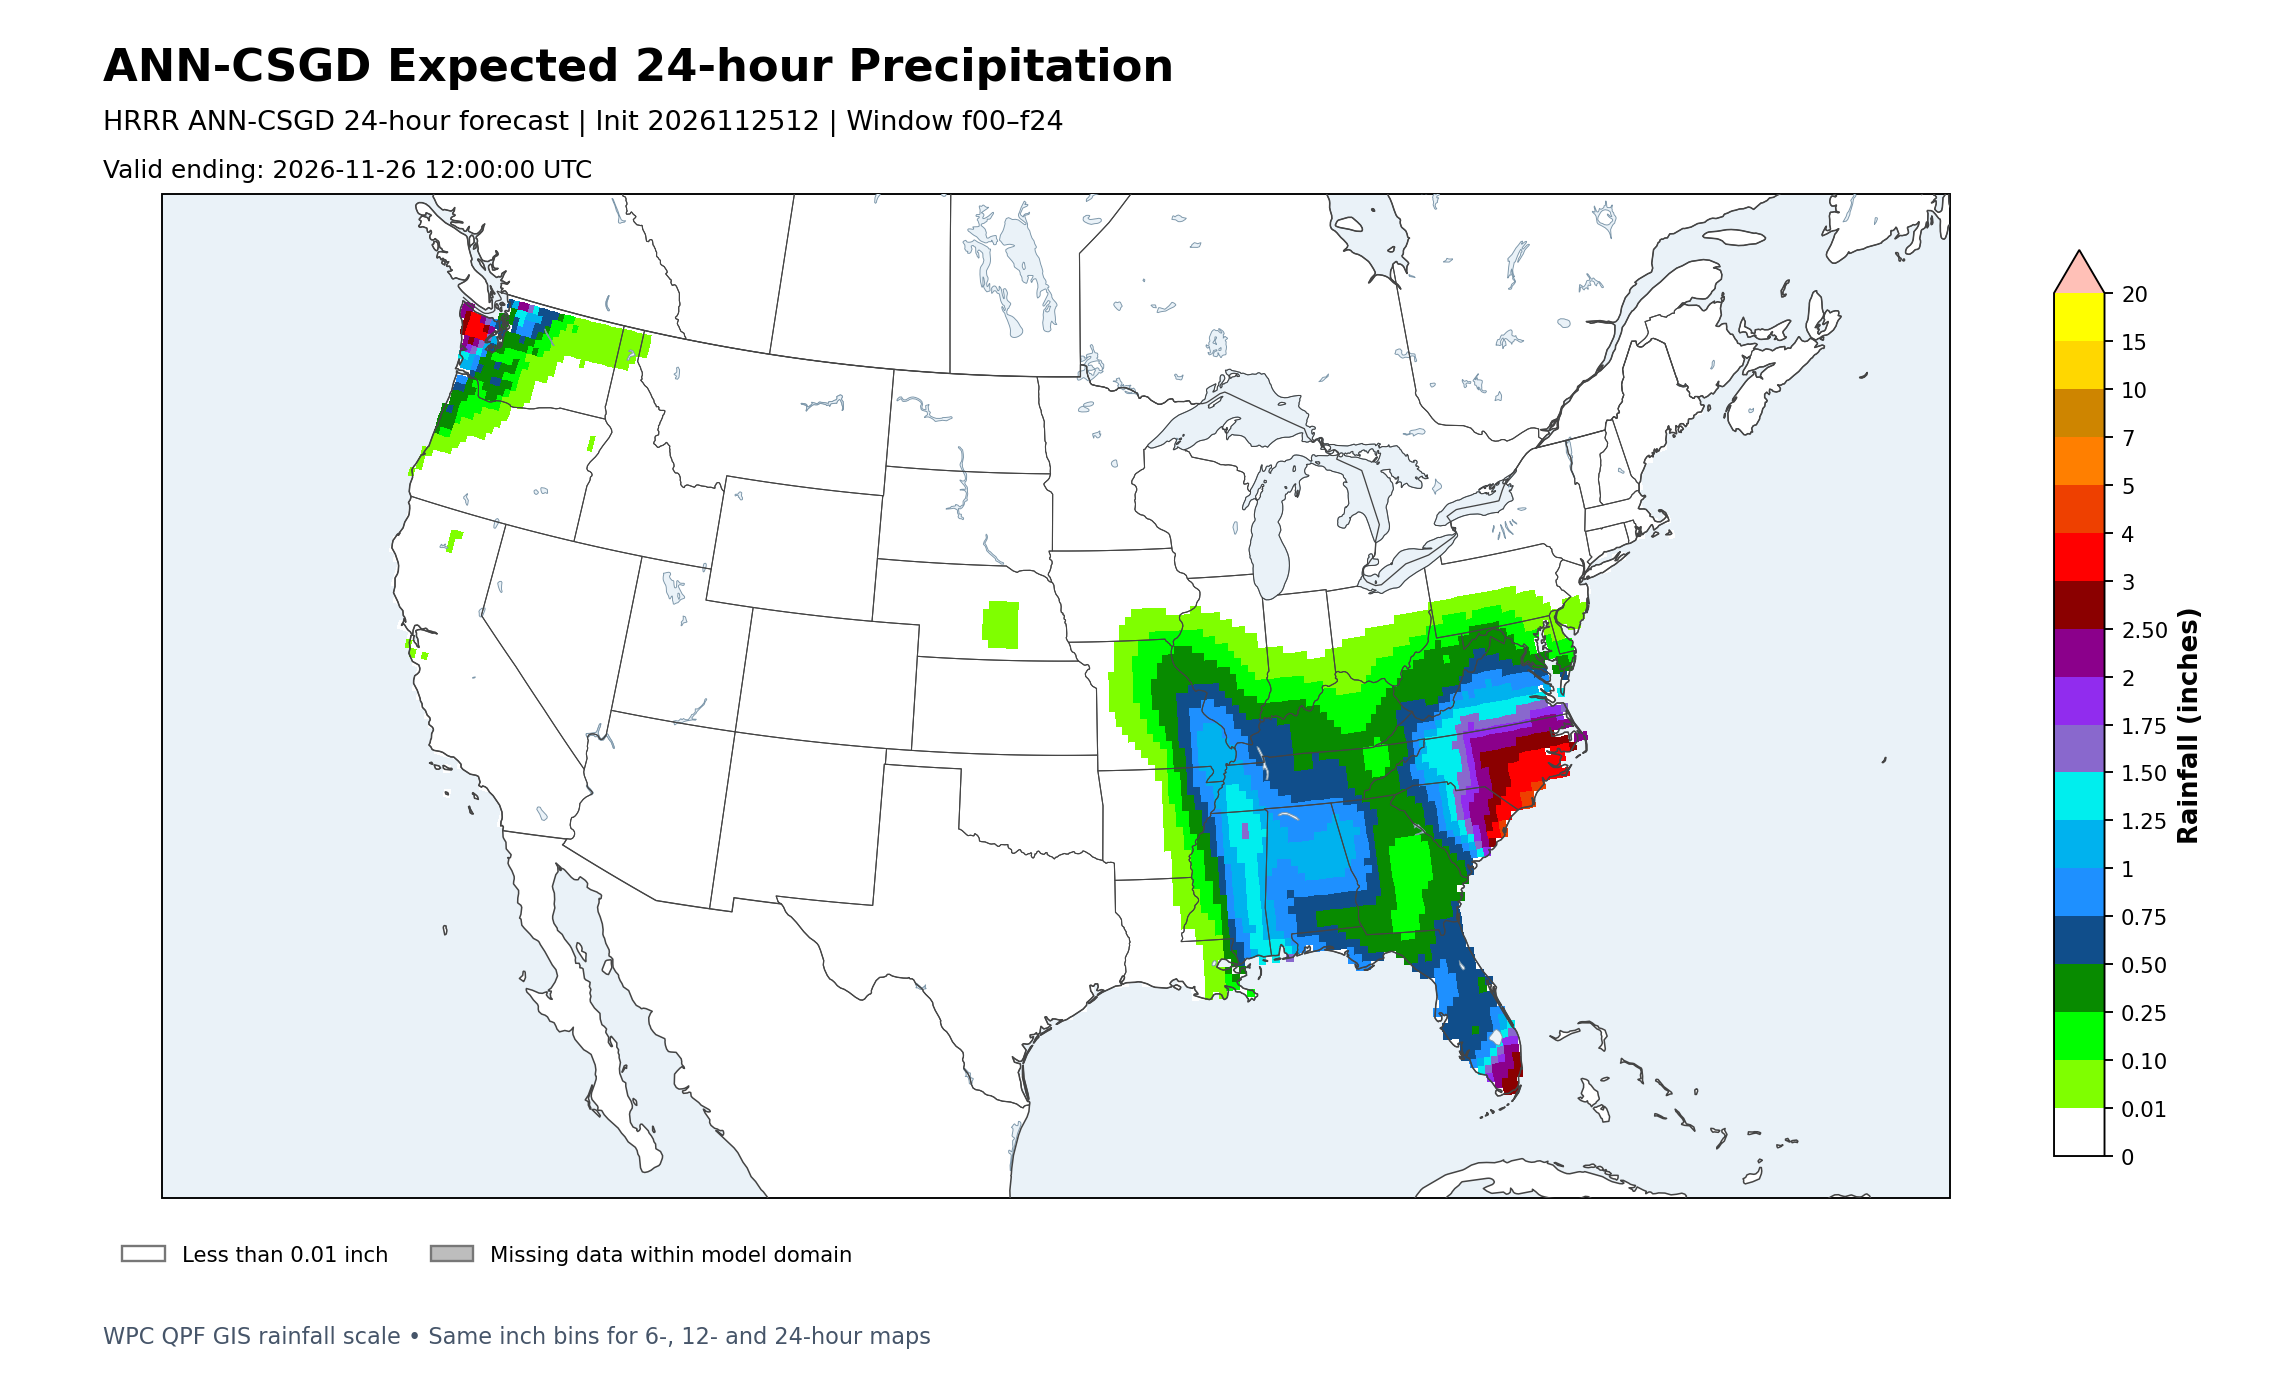 ANN-CSGD Expected 24-hour Precipitation
HRRR ANN-CSGD 24-hour forecast | Init 2026112512 | Window f00–f24
Valid ending: 2026-11-26 12:00:00 UTC
20
15
10
7
5
4
3
2.50
2
1.75
1.50
1.25
1
0.75
0.50
0.25
0.10
0.01
0
Rainfall (inches)
Less than 0.01 inch
Missing data within model domain
WPC QPF GIS rainfall scale • Same inch bins for 6-, 12- and 24-hour maps